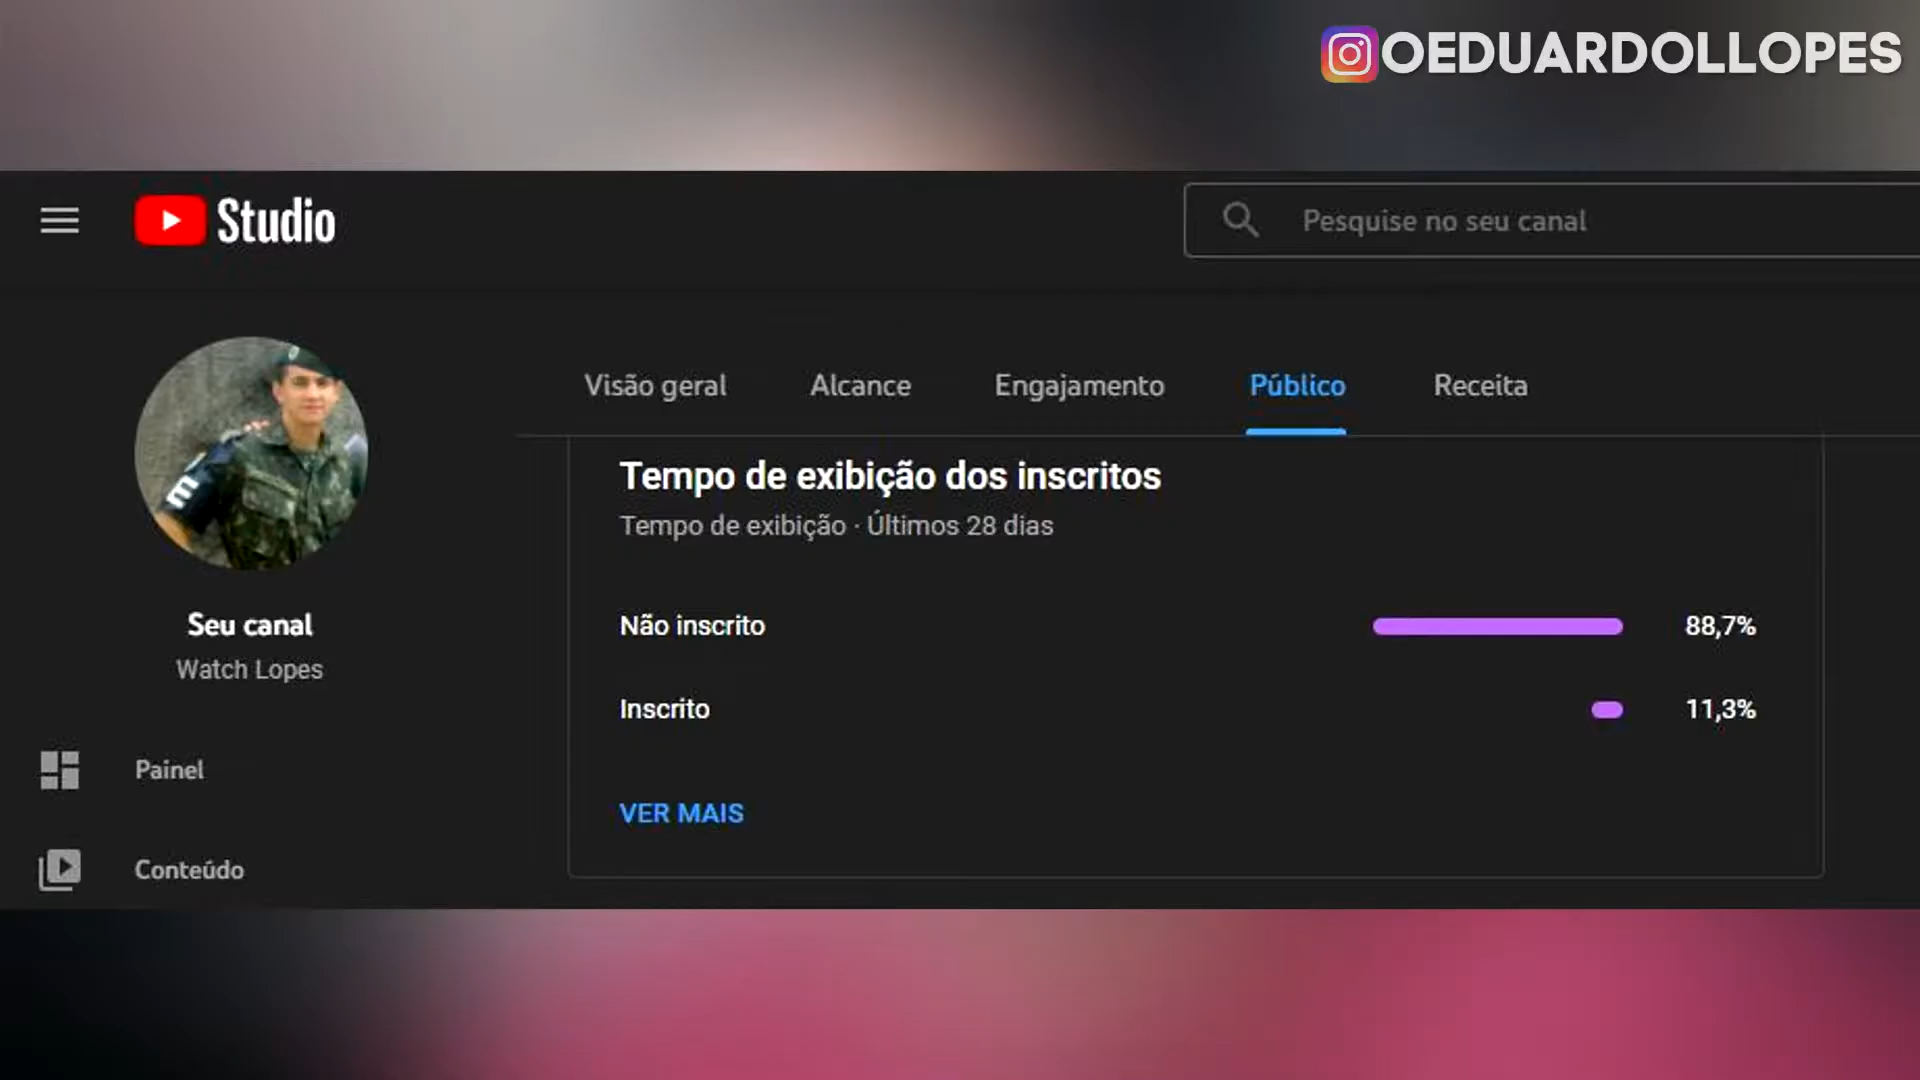 OEDUARDOLLOPES
Studio
Pesquise no seu canal
Visão geral
Alcance
Engajamento
Público
Receita
Tempo de exibição dos inscritos
Tempo de exibição · Últimos 28 dias
Não inscrito
88,7%
Inscrito
11,3%
VER MAIS
Seu canal
Watch Lopes
Painel
Conteúdo